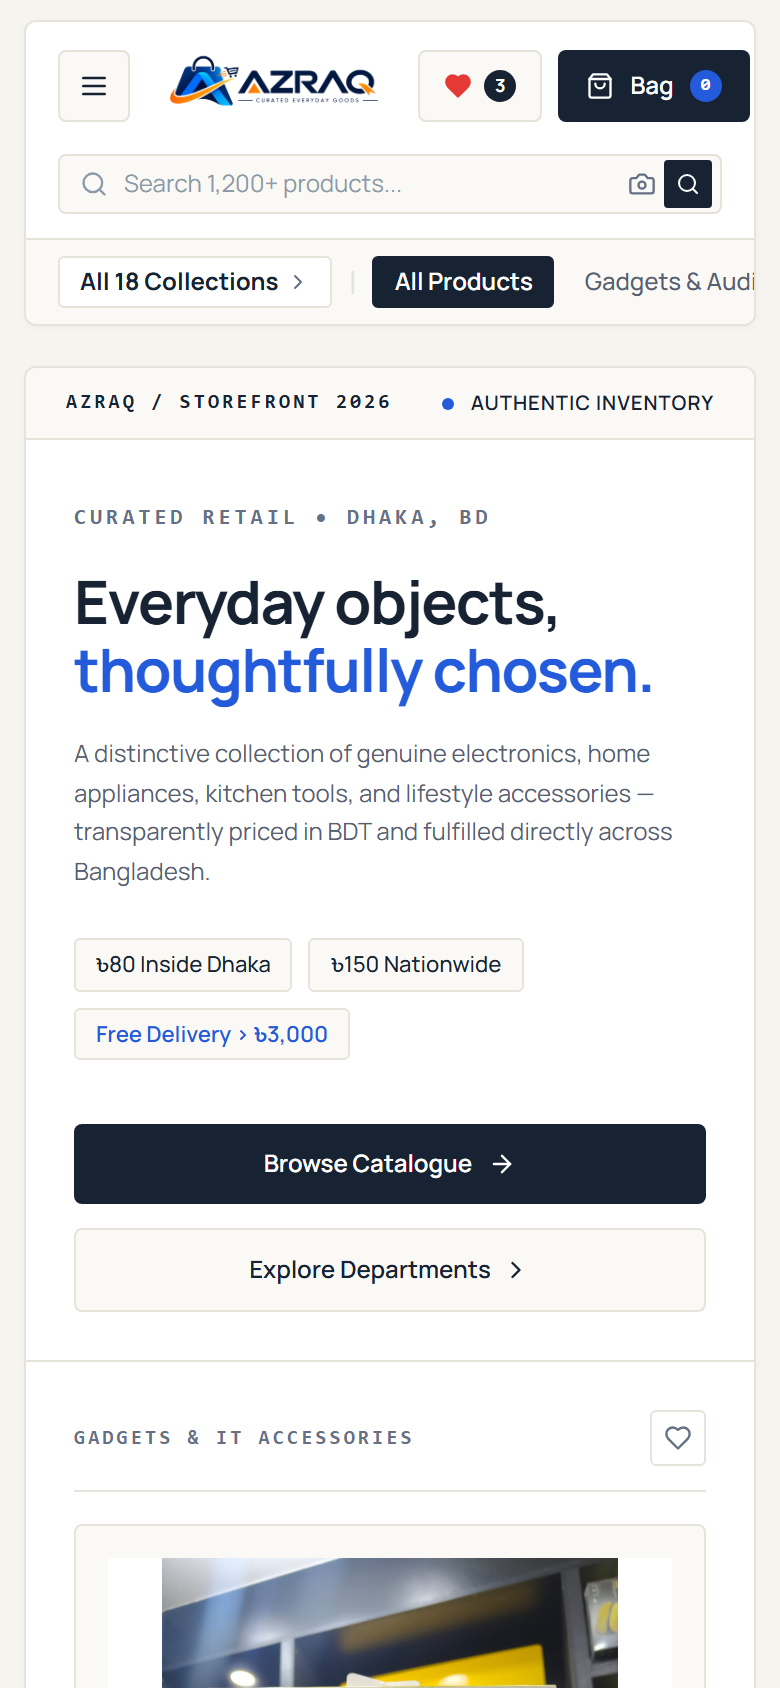 AZRAQ
CURATED EVERYDAY GOODS
3
Bag 0
Search 1,200+ products...
All 18 Collections
All Products
Gadgets & Audi
AZRAQ / STOREFRONT 2026
AUTHENTIC INVENTORY
CURATED RETAIL • DHAKA, BD
Everyday objects,
thoughtfully chosen.
A distinctive collection of genuine electronics, home
appliances, kitchen tools, and lifestyle accessories —
transparently priced in BDT and fulfilled directly across
Bangladesh.
৳80 Inside Dhaka
৳150 Nationwide
Free Delivery > ৳3,000
Browse Catalogue →
Explore Departments
GADGETS & IT ACCESSORIES